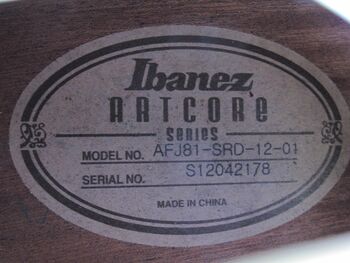 Ibanez
ARTCORE
SERIES
MODEL NO. AFJ81-SRD-12-01
SERIAL NO. S12042178
MADE IN CHINA